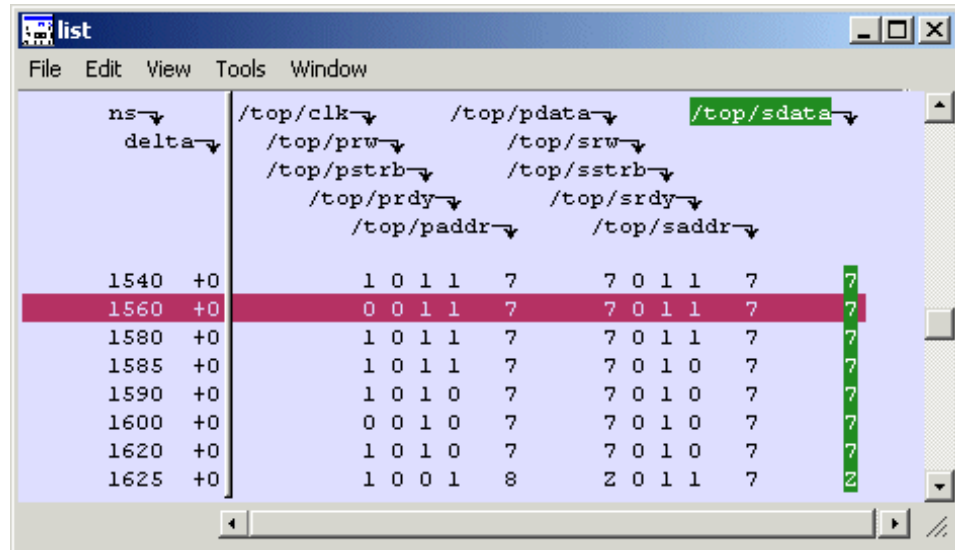 list
File Edit View Tools Window
ns /top/clk /top/pdata /top/sdata
delta /top/prw /top/srw
/top/pstrb /top/sstrb
/top/prdy /top/srdy
/top/paddr /top/saddr
1540 +0 1 0 1 1 7 7 0 1 1 7 7
1560 +0 0 0 1 1 7 7 0 1 1 7 7
1580 +0 1 0 1 1 7 7 0 1 1 7 7
1585 +0 1 0 1 1 7 7 0 1 0 7 7
1590 +0 1 0 1 0 7 7 0 1 0 7 7
1600 +0 0 0 1 0 7 7 0 1 0 7 7
1620 +0 1 0 1 0 7 7 0 1 0 7 7
1625 +0 1 0 0 1 8 Z 0 1 1 7 Z